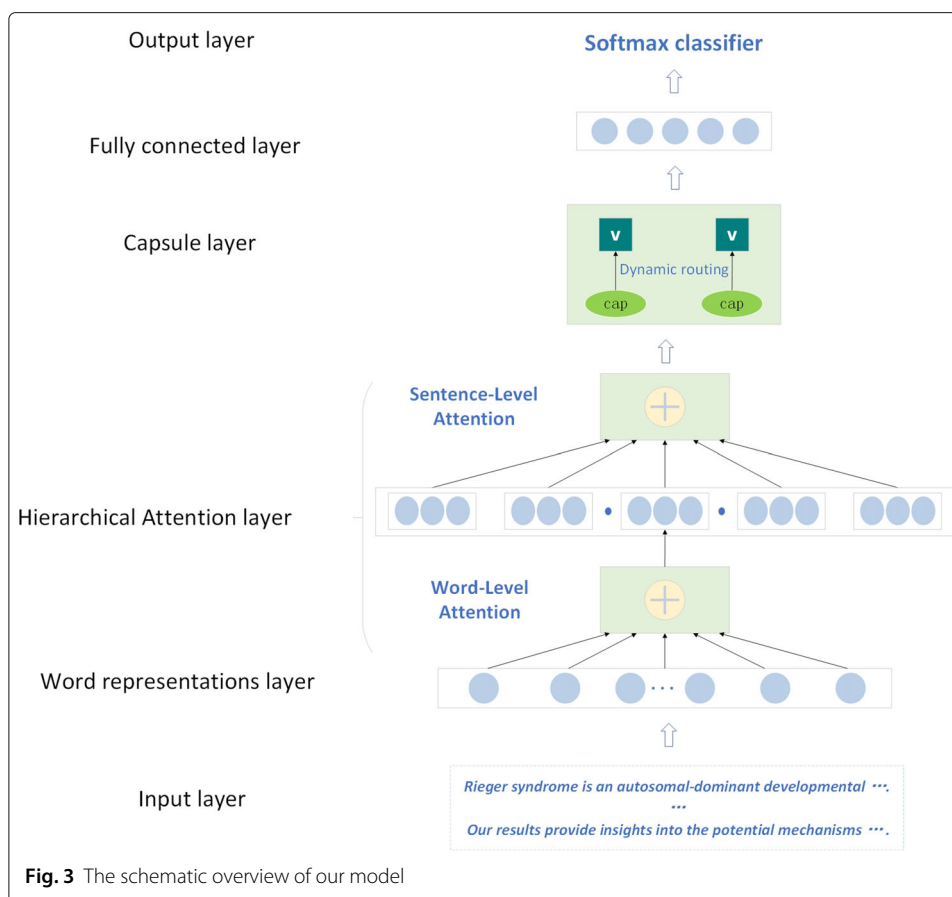 Output layer
Softmax classifier
Fully connected layer
Capsule layer
v
v
Dynamic routing
cap
cap
Sentence-Level
Attention
Hierarchical Attention layer
Word-Level
Attention
Word representations layer
...
Input layer
Rieger syndrome is an autosomal-dominant developmental ….
…
Our results provide insights into the potential mechanisms ….
Fig. 3 The schematic overview of our model